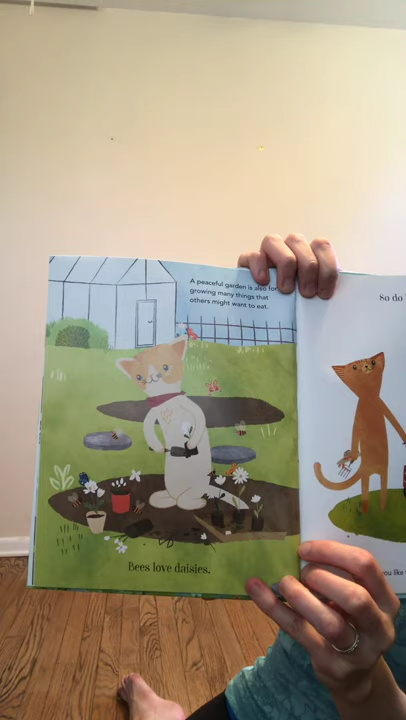 A peaceful garden is also for
growing many things that
others might want to eat.
Bees love daisies.
So do
you like